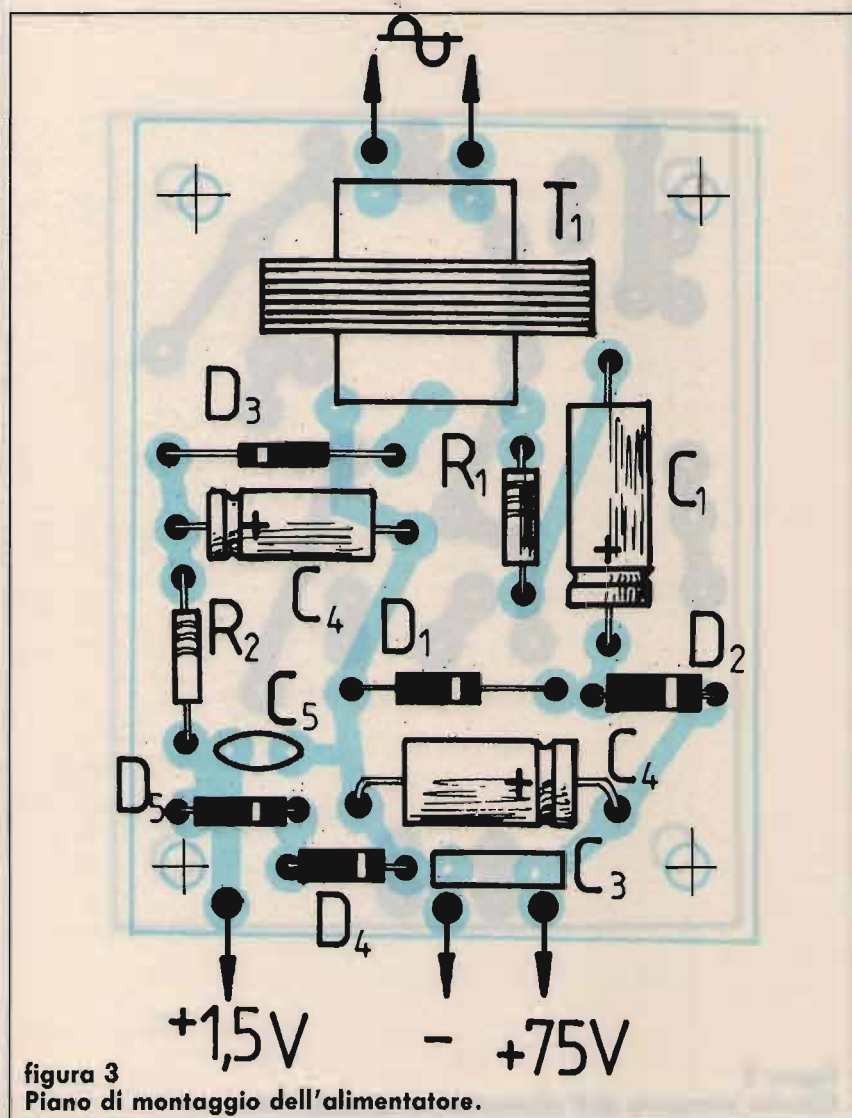 T₁
D₃
R₁
C₁
C₄
R₂
D₁
D₂
C₅
C₄
D₅
C₃
D₄
+1,5V
-
+75V
figura 3
Piano di montaggio dell'alimentatore.